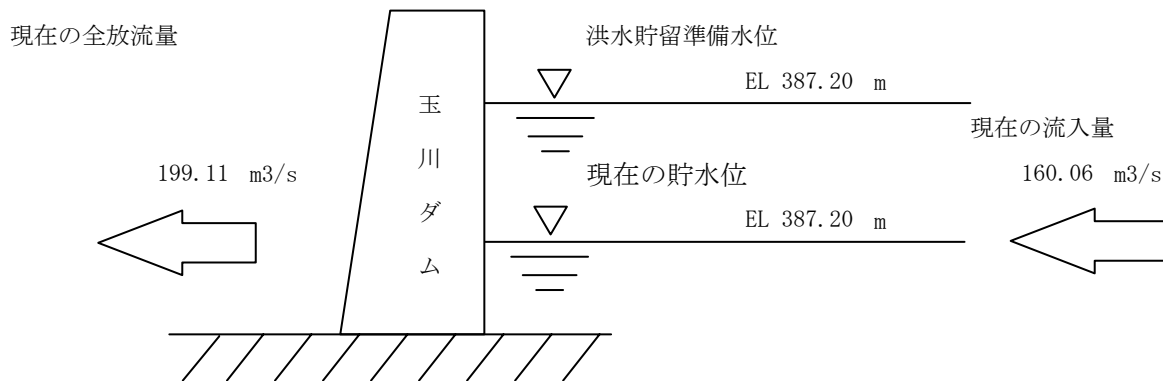 現在の全放流量
洪水貯留準備水位
EL 387.20 m
現在の流入量
199.11 m3/s
現在の貯水位
160.06 m3/s
EL 387.20 m
玉川ダム